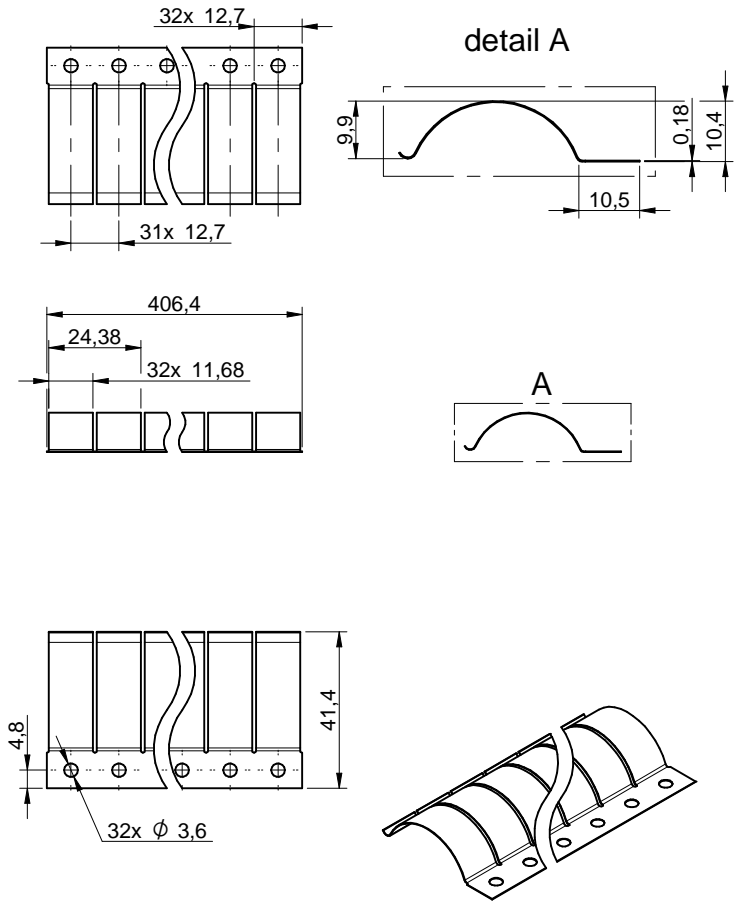 32x 12,7
detail A
9,9
0,18
10,4
10,5
31x 12,7
406,4
24,38
32x 11,68
A
4,8
41,4
32x ϕ 3,6